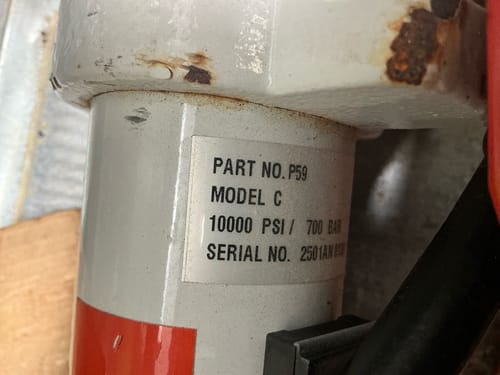 PART NO. P59
MODEL C
10000 PSI / 700 BAR
SERIAL NO.